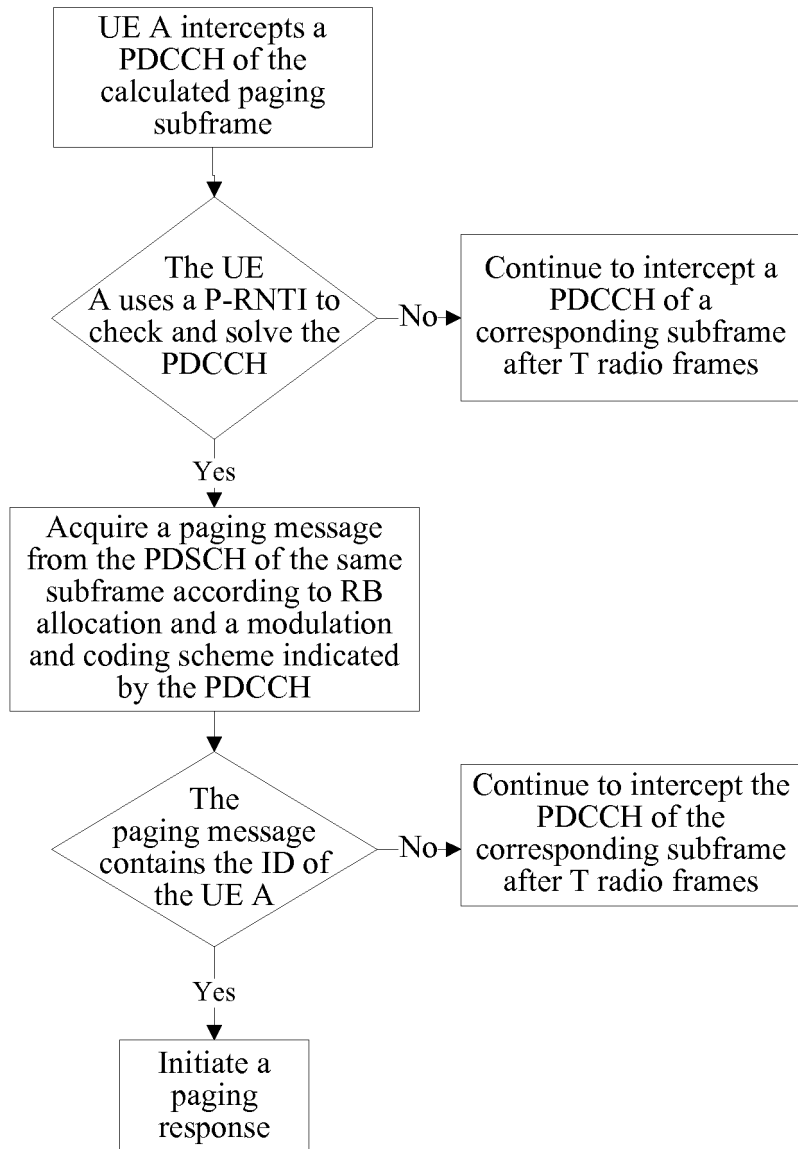 UE A intercepts a
PDCCH of the
calculated paging
subframe
The UE
A uses a P-RNTI to
check and solve the
PDCCH
No
Continue to intercept a
PDCCH of a
corresponding subframe
after T radio frames
Yes
Acquire a paging message
from the PDSCH of the same
subframe according to RB
allocation and a modulation
and coding scheme indicated
by the PDCCH
The
paging message
contains the ID of
the UE A
No
Continue to intercept the
PDCCH of the
corresponding subframe
after T radio frames
Yes
Initiate a
paging
response